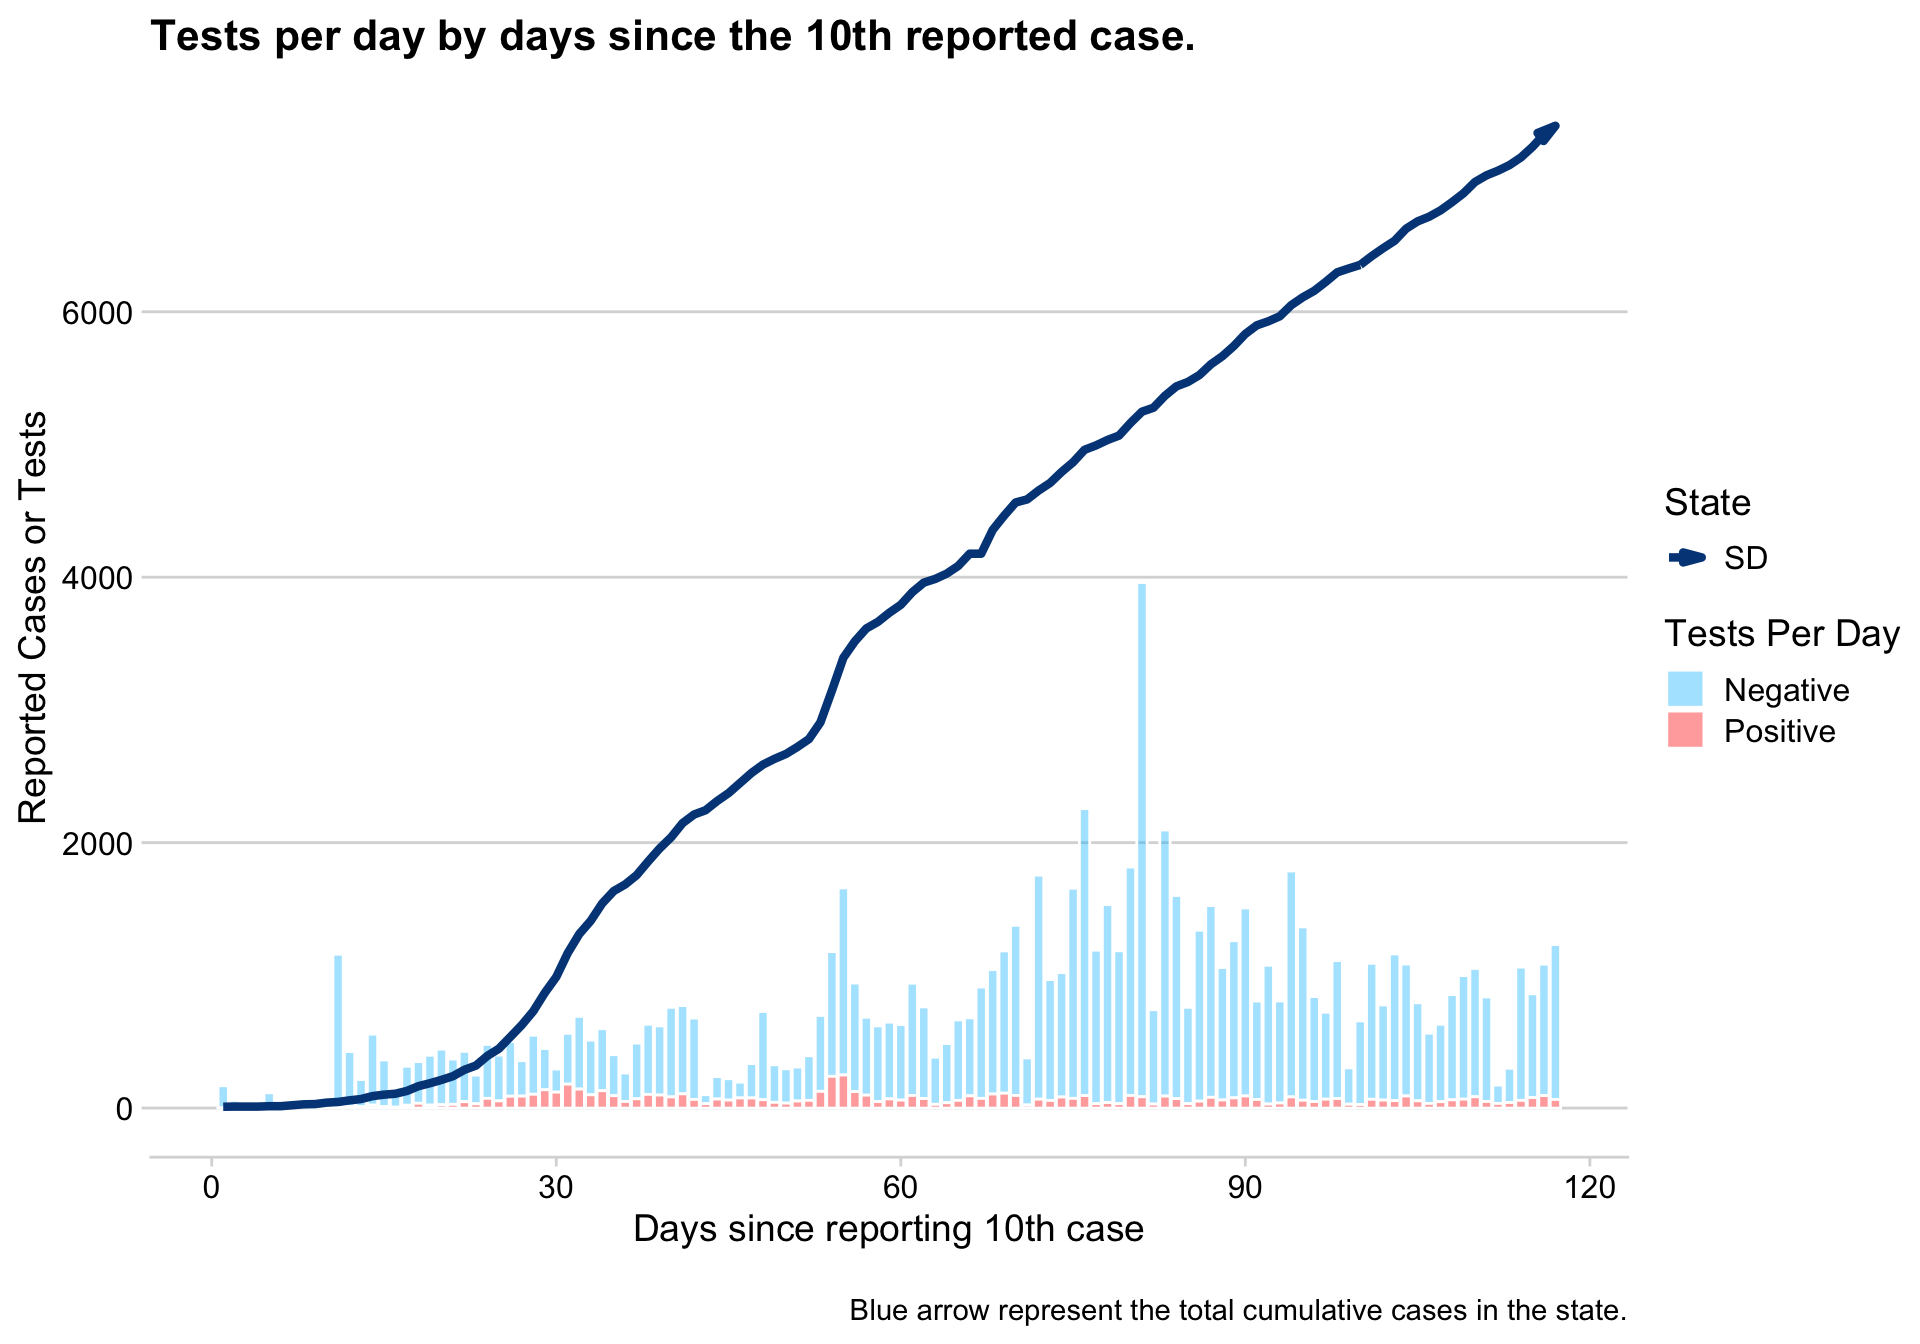 Tests per day by days since the 10th reported case.
Reported Cases or Tests
6000
4000
2000
0
0 30 60 90 120
Days since reporting 10th case
State
SD
Tests Per Day
Negative
Positive
Blue arrow represent the total cumulative cases in the state.